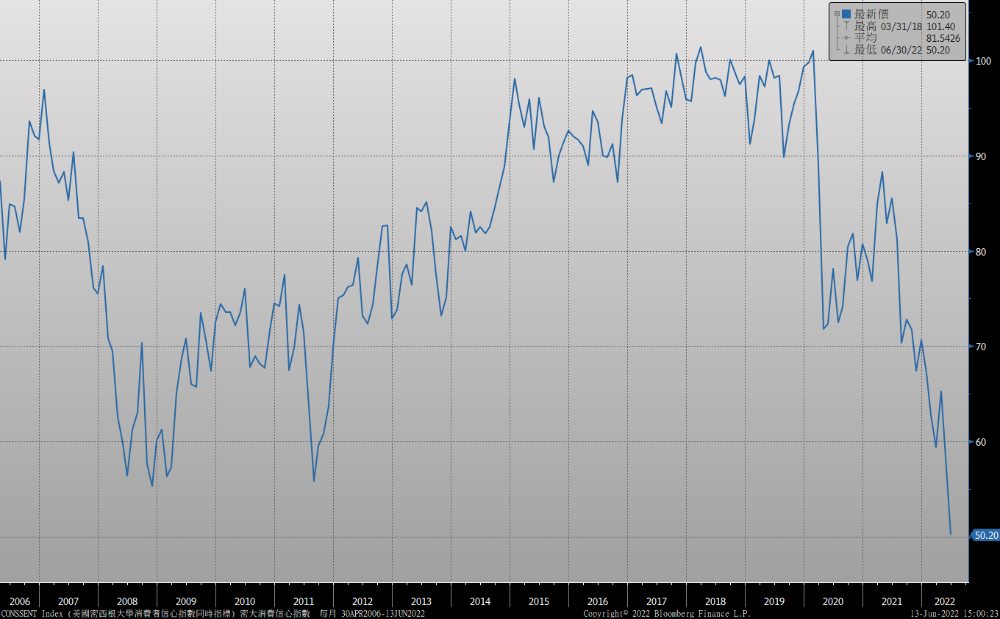 最新價 50.20
最高 03/31/18 101.40
平均 81.5426
最低 06/30/22 50.20
100
90
80
70
60
50.20
2006 2007 2008 2009 2010 2011 2012 2013 2014 2015 2016 2017 2018 2019 2020 2021 2022
CONSSENT Index (美國密西根大學消費者信心指數同時指標) 密大消費信心指數 每月 30APR2006-13JUN2022 Copyright© 2022 Bloomberg Finance L.P. 13-Jun-2022 15:00:23